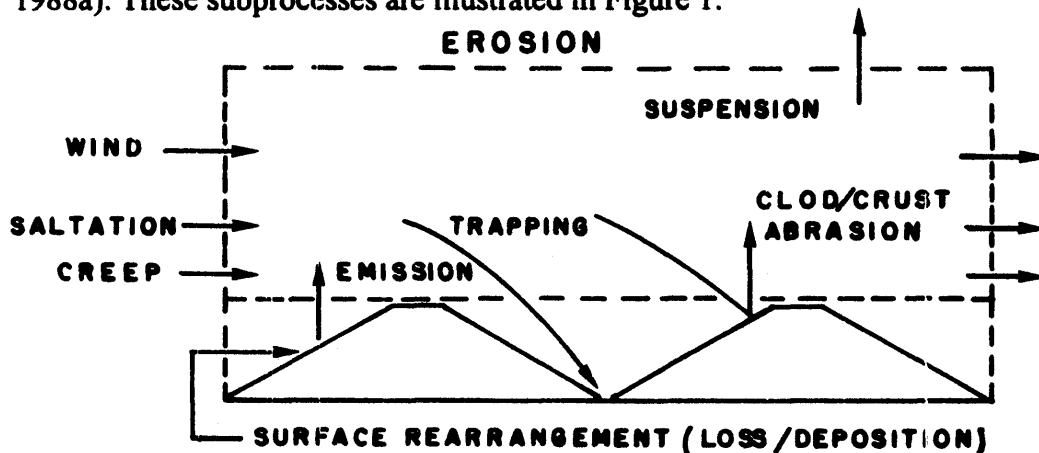 1988a). These subprocesses are illustrated in Figure 1.
EROSION
SUSPENSION
WIND
CLOD/CRUST
SALTATION
TRAPPING
ABRASION
CREEP
EMISSION
SURFACE REARRANGEMENT (LOSS/DEPOSITION)